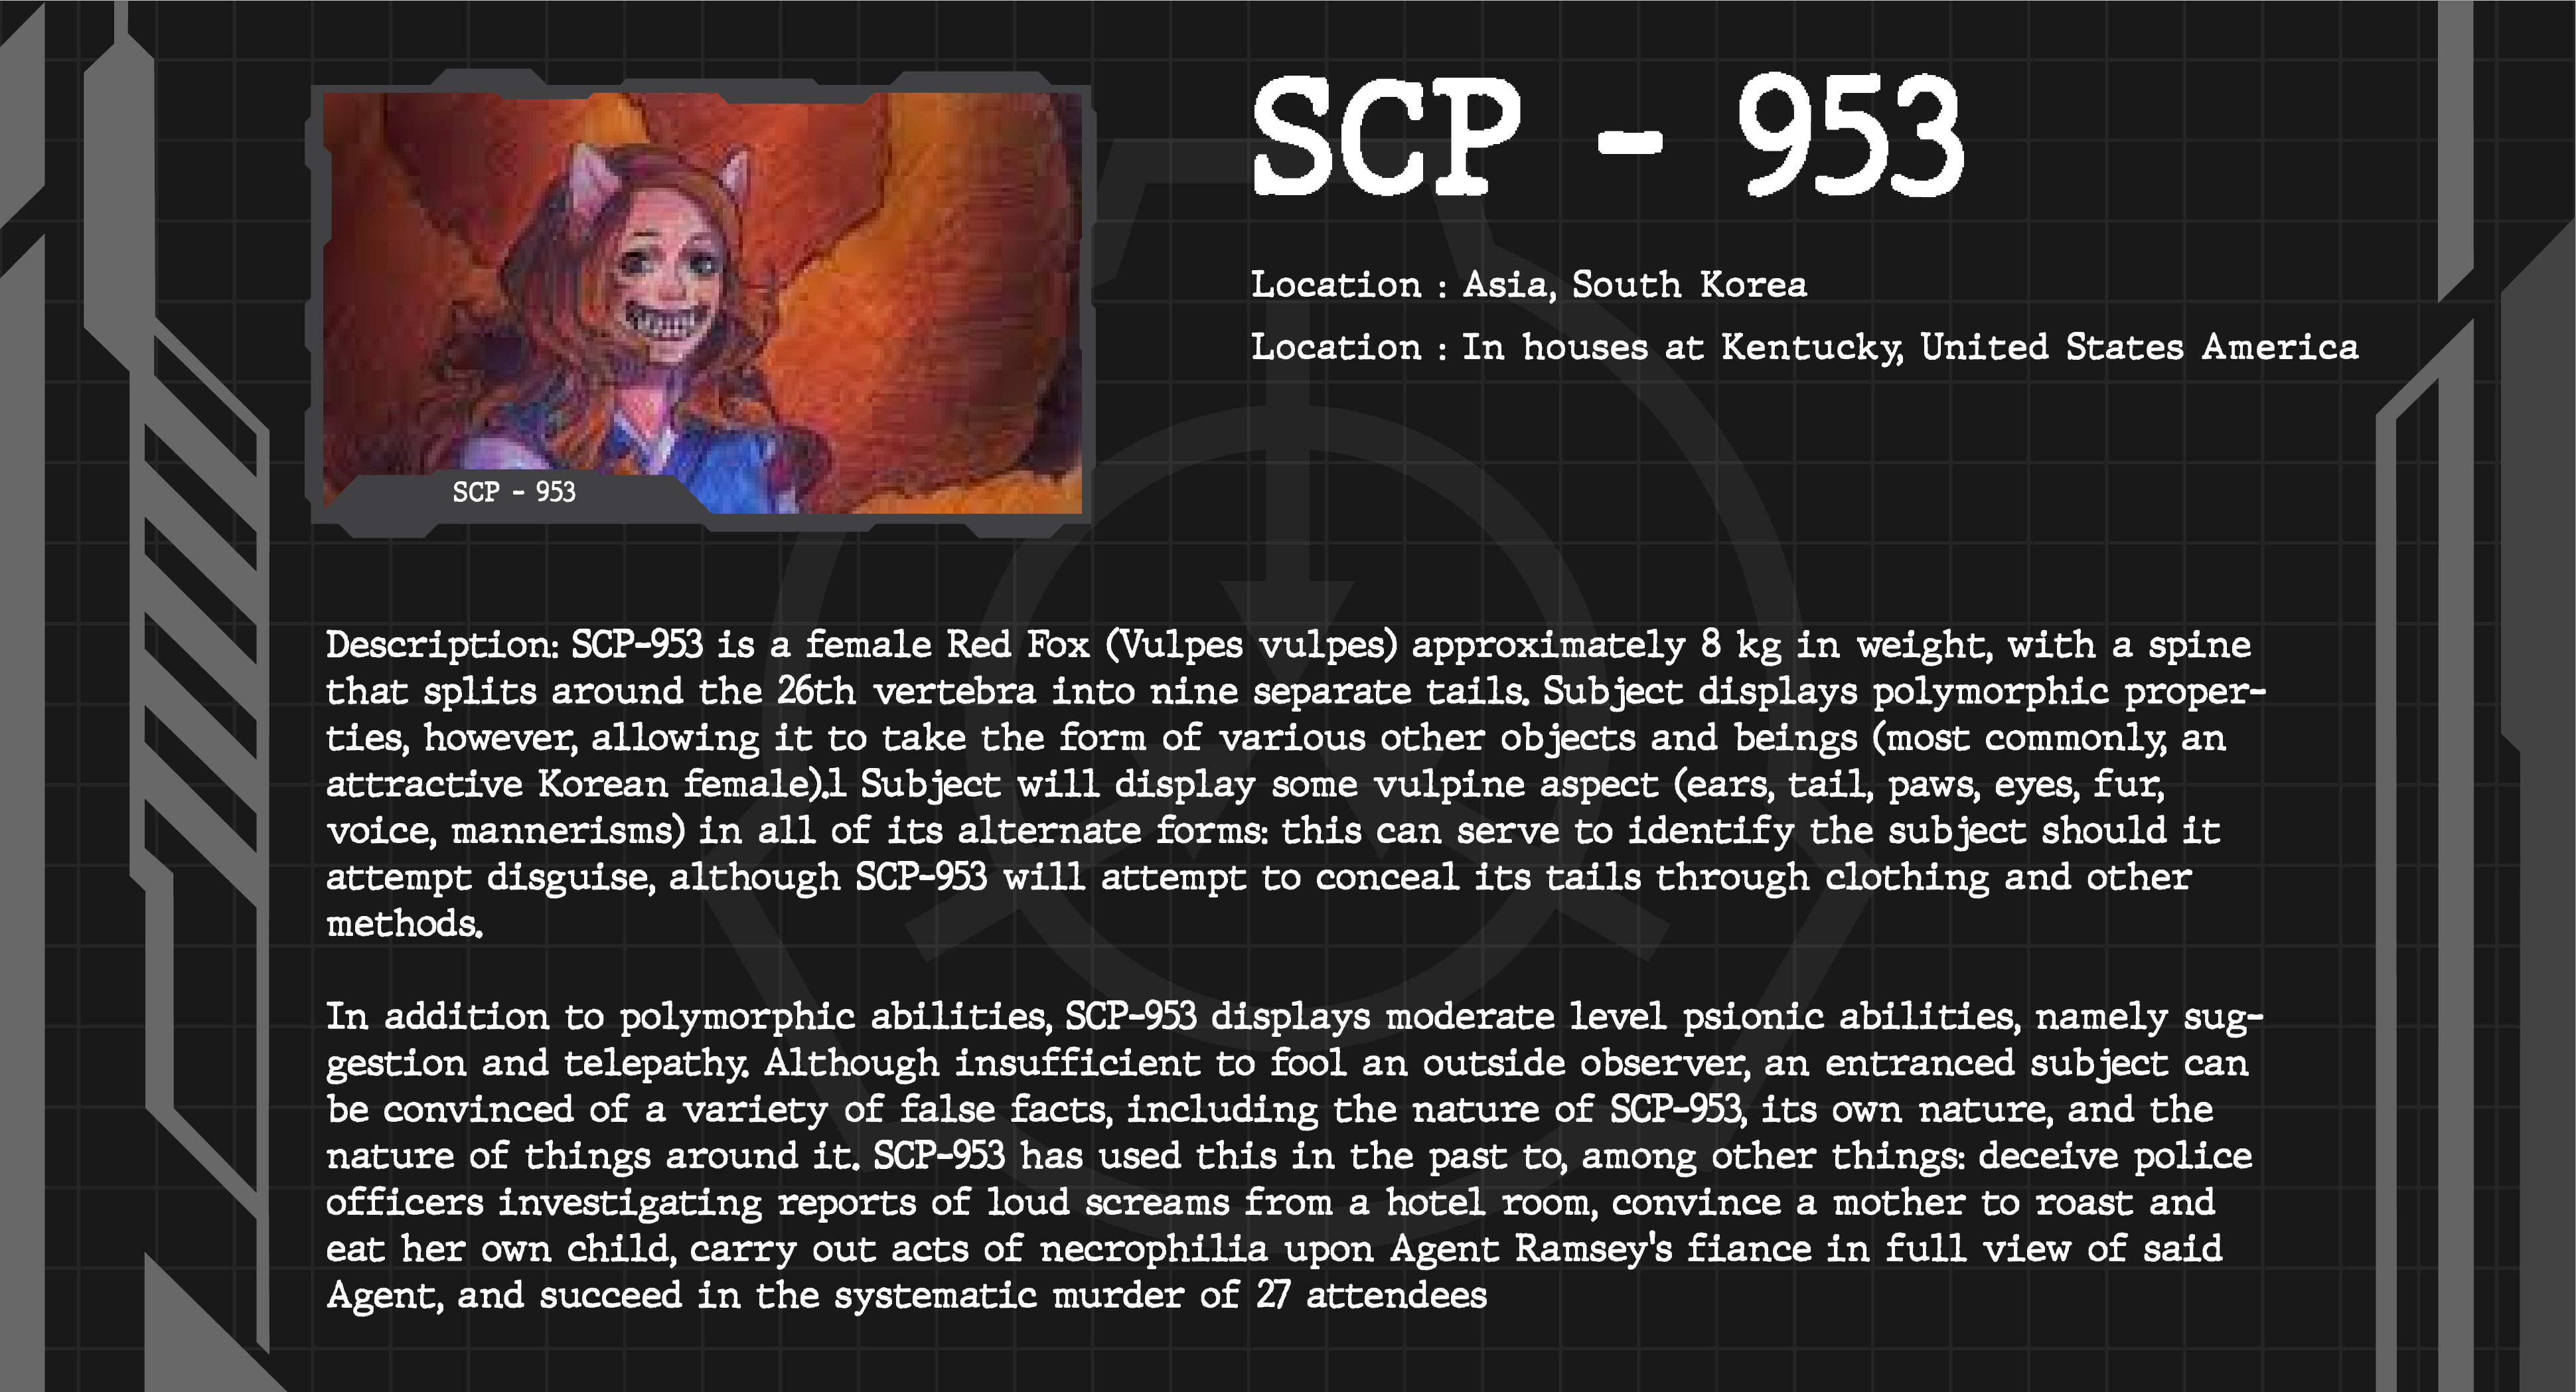 SCP - 953
Location : Asia, South Korea
Location : In houses at Kentucky, United States America
SCP - 953
Description: SCP-953 is a female Red Fox (Vulpes vulpes) approximately 8 kg in weight, with a spine
that splits around the 26th vertebra into nine separate tails. Subject displays polymorphic proper-
ties, however, allowing it to take the form of various other objects and beings (most commonly, an
attractive Korean female).1 Subject will display some vulpine aspect (ears, tail, paws, eyes, fur,
voice, mannerisms) in all of its alternate forms: this can serve to identify the subject should it
attempt disguise, although SCP-953 will attempt to conceal its tails through clothing and other
methods.
In addition to polymorphic abilities, SCP-953 displays moderate level psionic abilities, namely sug-
gestion and telepathy. Although insufficient to fool an outside observer, an entranced subject can
be convinced of a variety of false facts, including the nature of SCP-953, its own nature, and the
nature of things around it. SCP-953 has used this in the past to, among other things: deceive police
officers investigating reports of loud screams from a hotel room, convince a mother to roast and
eat her own child, carry out acts of necrophilia upon Agent Ramsey's fiance in full view of said
Agent, and succeed in the systematic murder of 27 attendees